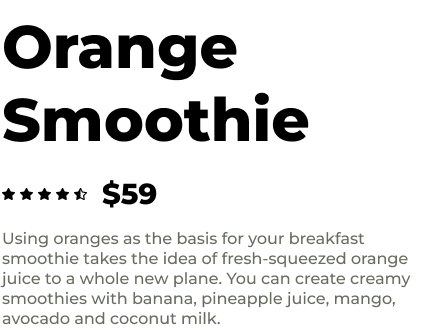 Orange
Smoothie
$59
Using oranges as the basis for your breakfast
smoothie takes the idea of fresh-squeezed orange
juice to a whole new plane. You can create creamy
smoothies with banana, pineapple juice, mango,
avocado and coconut milk.